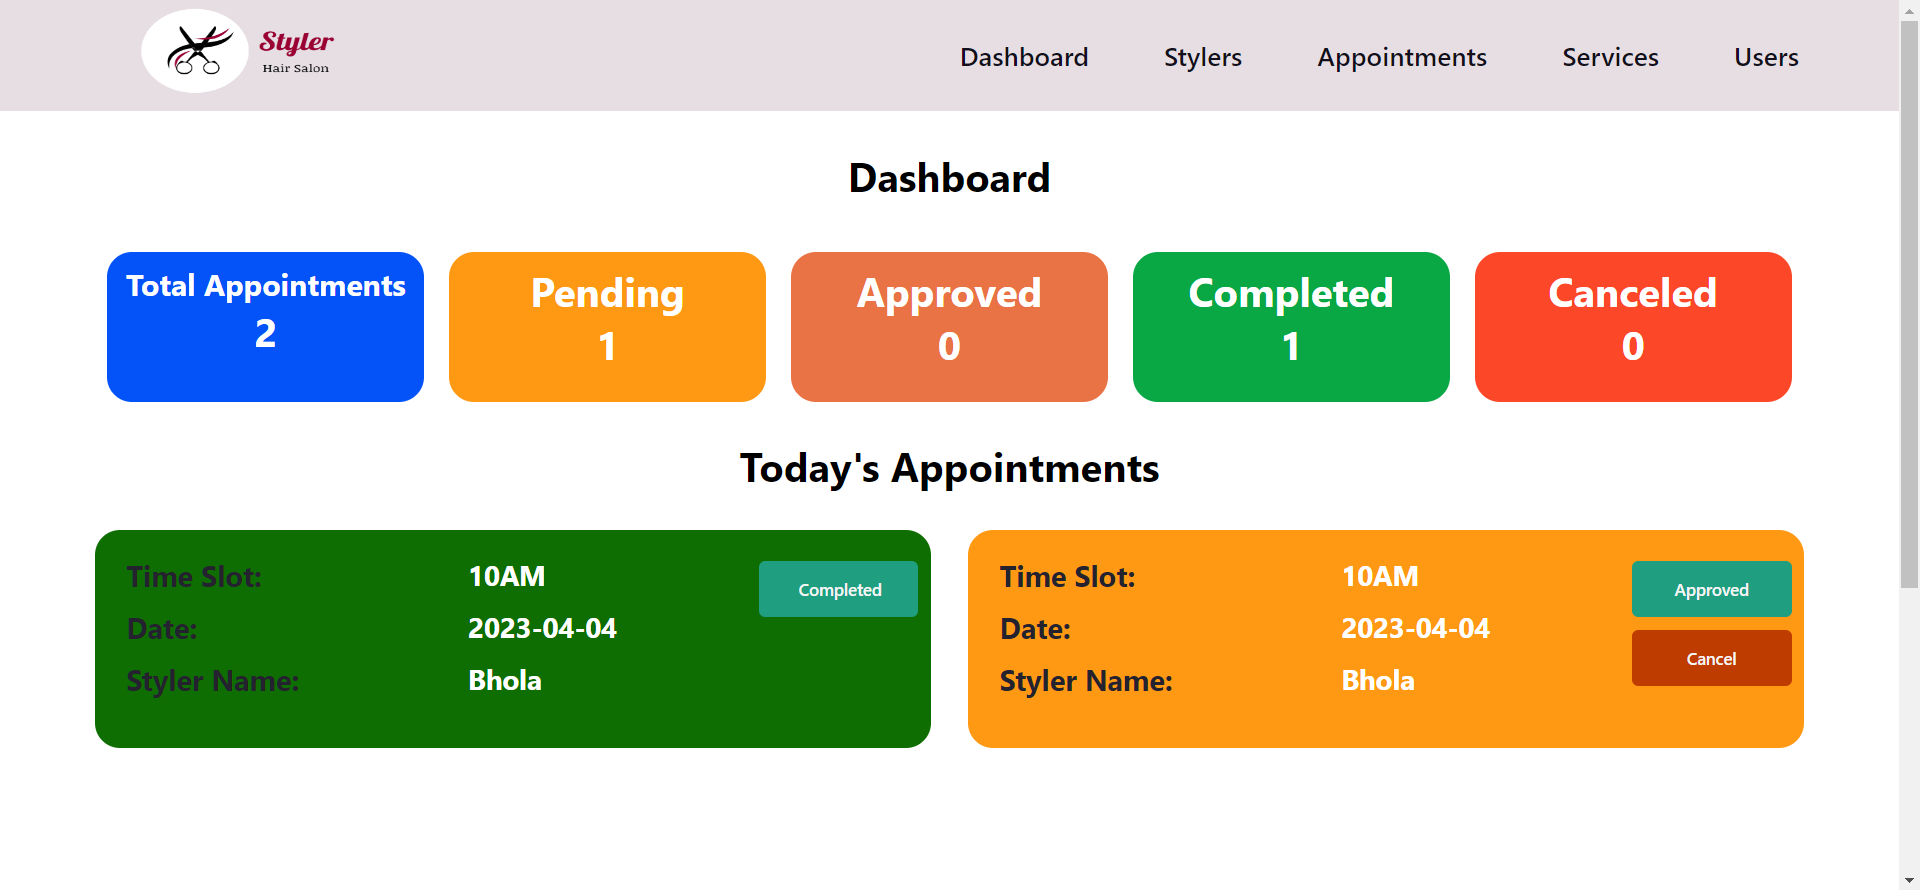 Styler
Hair Salon
Dashboard Stylers Appointments Services Users
Dashboard
Total Appointments
2
Pending
1
Approved
0
Completed
1
Canceled
0
Today's Appointments
Time Slot: 10AM Completed
Date: 2023-04-04
Styler Name: Bhola
Time Slot: 10AM Approved
Date: 2023-04-04
Cancel
Styler Name: Bhola